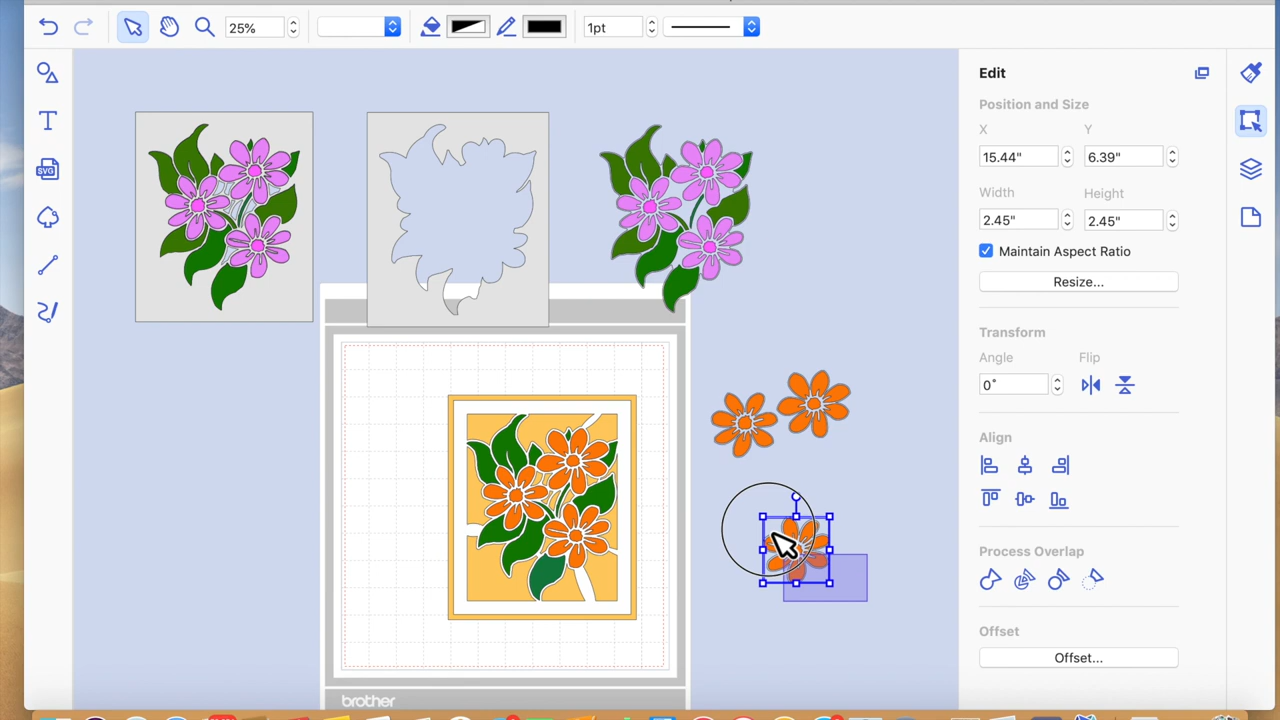 25%
1pt
T
SVG
Edit
Position and Size
X Y
15.44" 6.39"
Width Height
2.45" 2.45"
Maintain Aspect Ratio
Resize...
Transform
Angle Flip
0°
Align
Process Overlap
Offset
Offset...
brother